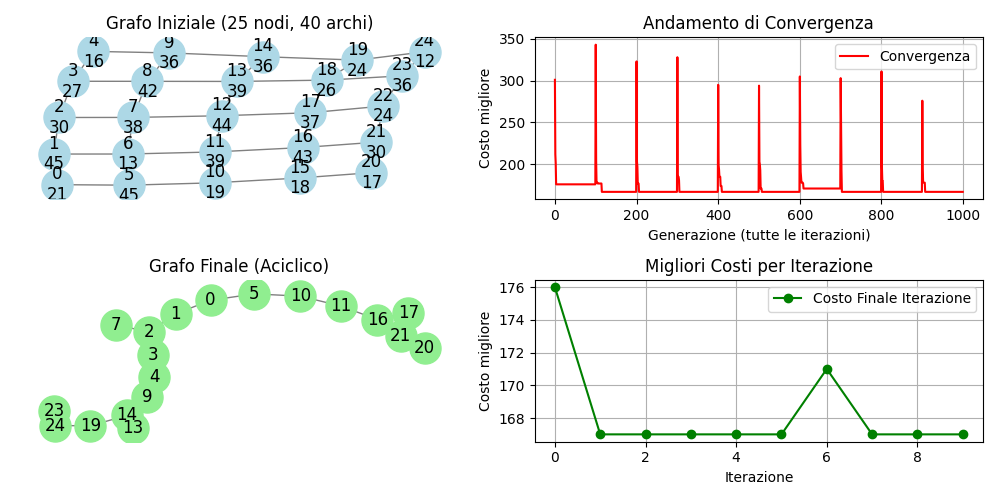 Grafo Iniziale (25 nodi, 40 archi)
4 9 14 19 24
16 36 36 24 12
3 8 13 18 23
27 42 39 26 36
2 7 12 17 22
30 38 44 37 24
1 6 11 16 21
45 13 39 43 30
0 5 10 15 20
21 45 19 18 17
Andamento di Convergenza
Costo migliore
350
300
250
200
Convergenza
0 200 400 600 800 1000
Generazione (tutte le iterazioni)
Grafo Finale (Aciclico)
0 5 10 11 16 17
7 2 1 21 20
3
4
9
23 14
24 19 13
Migliori Costi per Iterazione
Costo migliore
176
174
172
170
168
Costo Finale Iterazione
0 2 4 6 8
Iterazione